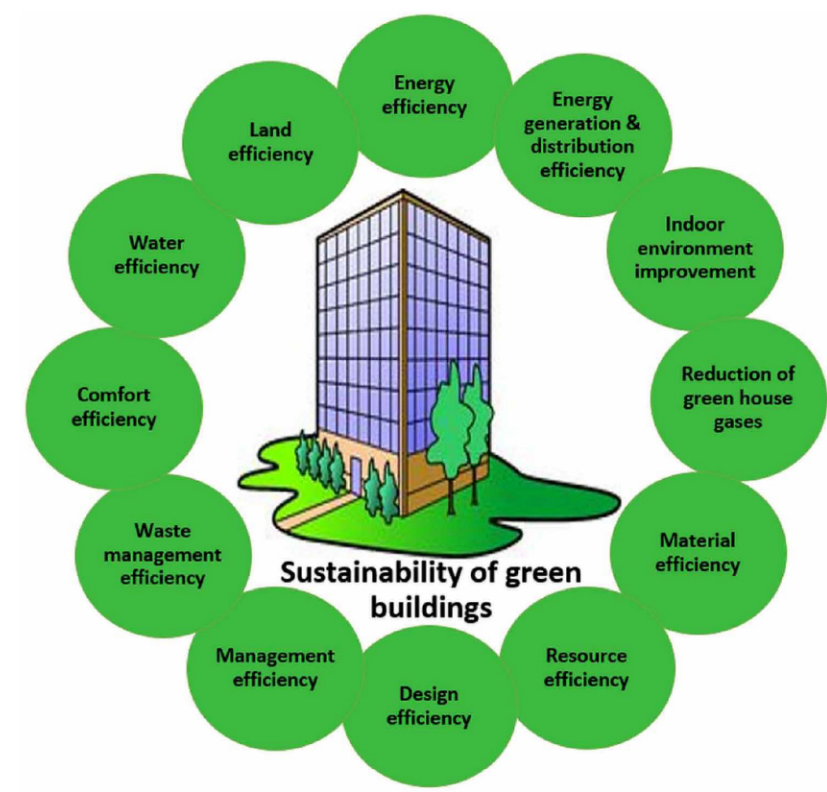 Energy
efficiency
Energy
generation &
distribution
efficiency
Indoor
environment
improvement
Reduction of
green house
gases
Material
efficiency
Resource
efficiency
Design
efficiency
Management
efficiency
Waste
management
efficiency
Comfort
efficiency
Water
efficiency
Land
efficiency
Sustainability of green
buildings